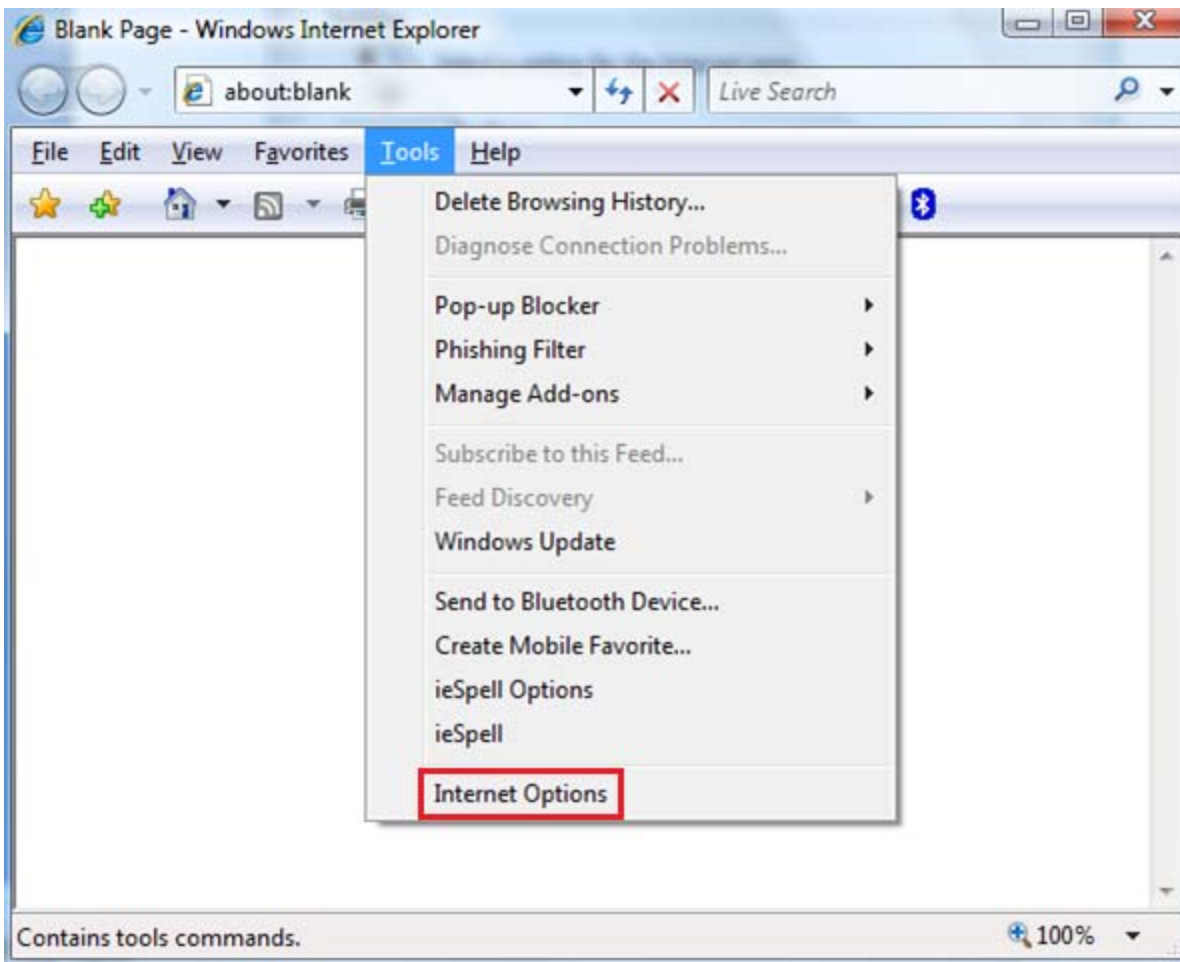 Blank Page - Windows Internet Explorer
about:blank
Live Search
File Edit View Favorites Tools Help
Delete Browsing History...
Diagnose Connection Problems...
Pop-up Blocker
Phishing Filter
Manage Add-ons
Subscribe to this Feed...
Feed Discovery
Windows Update
Send to Bluetooth Device...
Create Mobile Favorite...
ieSpell Options
ieSpell
Internet Options
Contains tools commands.
100%